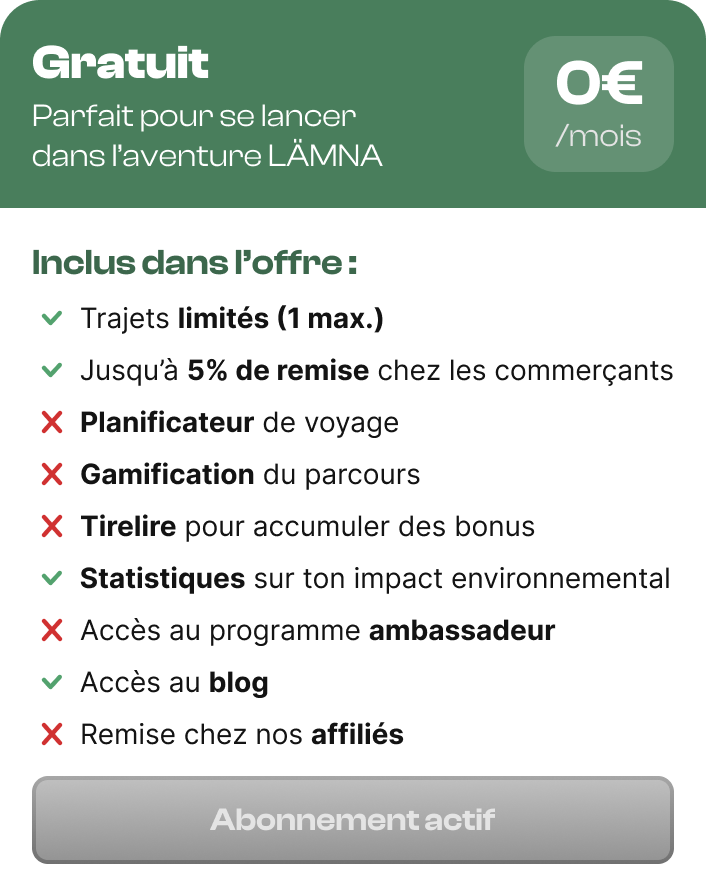 Gratuit
Parfait pour se lancer
dans l’aventure LÄMNA
0€
/mois
Inclus dans l’offre :
Trajets limités (1 max.)
Jusqu’à 5% de remise chez les commerçants
Planificateur de voyage
Gamification du parcours
Tirelire pour accumuler des bonus
Statistiques sur ton impact environnemental
Accès au programme ambassadeur
Accès au blog
Remise chez nos affiliés
Abonnement actif